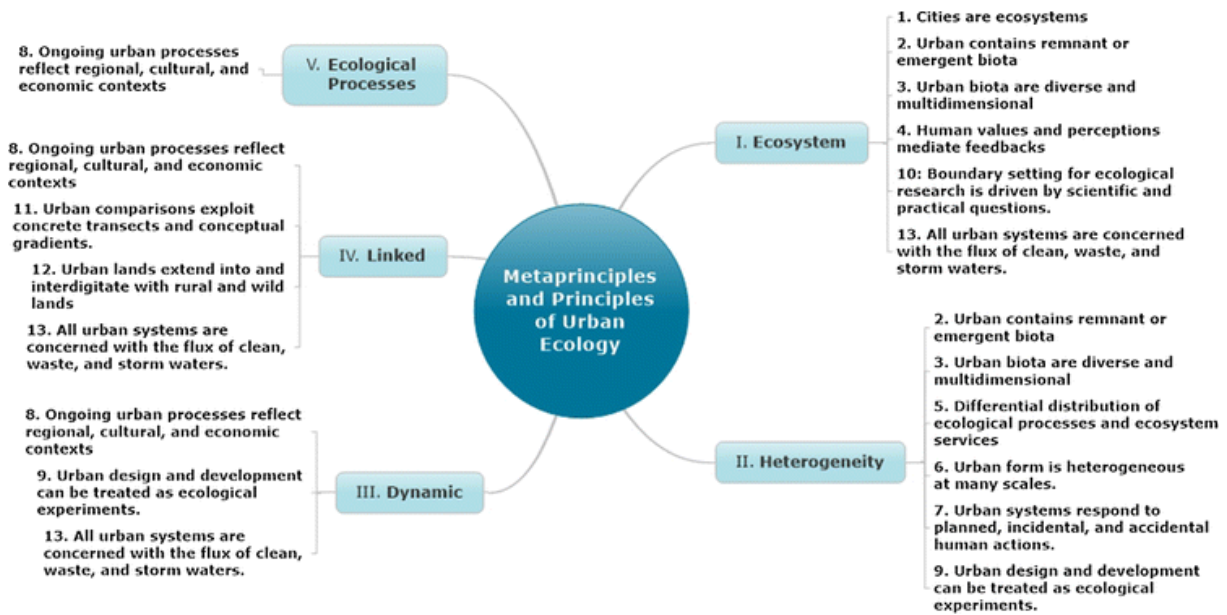 Metaprinciples
and Principles
of Urban
Ecology
I. Ecosystem
1. Cities are ecosystems
2. Urban contains remnant or
emergent biota
3. Urban biota are diverse and
multidimensional
4. Human values and perceptions
mediate feedbacks
10: Boundary setting for ecological
research is driven by scientific and
practical questions.
13. All urban systems are concerned
with the flux of clean, waste, and
storm waters.
II. Heterogeneity
2. Urban contains remnant or
emergent biota
3. Urban biota are diverse and
multidimensional
5. Differential distribution of
ecological processes and ecosystem
services
6. Urban form is heterogeneous
at many scales.
7. Urban systems respond to
planned, incidental, and accidental
human actions.
9. Urban design and development
can be treated as ecological
experiments.
III. Dynamic
8. Ongoing urban processes reflect
regional, cultural, and economic
contexts
9. Urban design and development
can be treated as ecological
experiments.
13. All urban systems are
concerned with the flux of clean,
waste, and storm waters.
IV. Linked
8. Ongoing urban processes reflect
regional, cultural, and economic
contexts
11. Urban comparisons exploit
concrete transects and conceptual
gradients.
12. Urban lands extend into and
interdigitate with rural and wild
lands
13. All urban systems are
concerned with the flux of clean,
waste, and storm waters.
V. Ecological
Processes
8. Ongoing urban processes
reflect regional, cultural, and
economic contexts